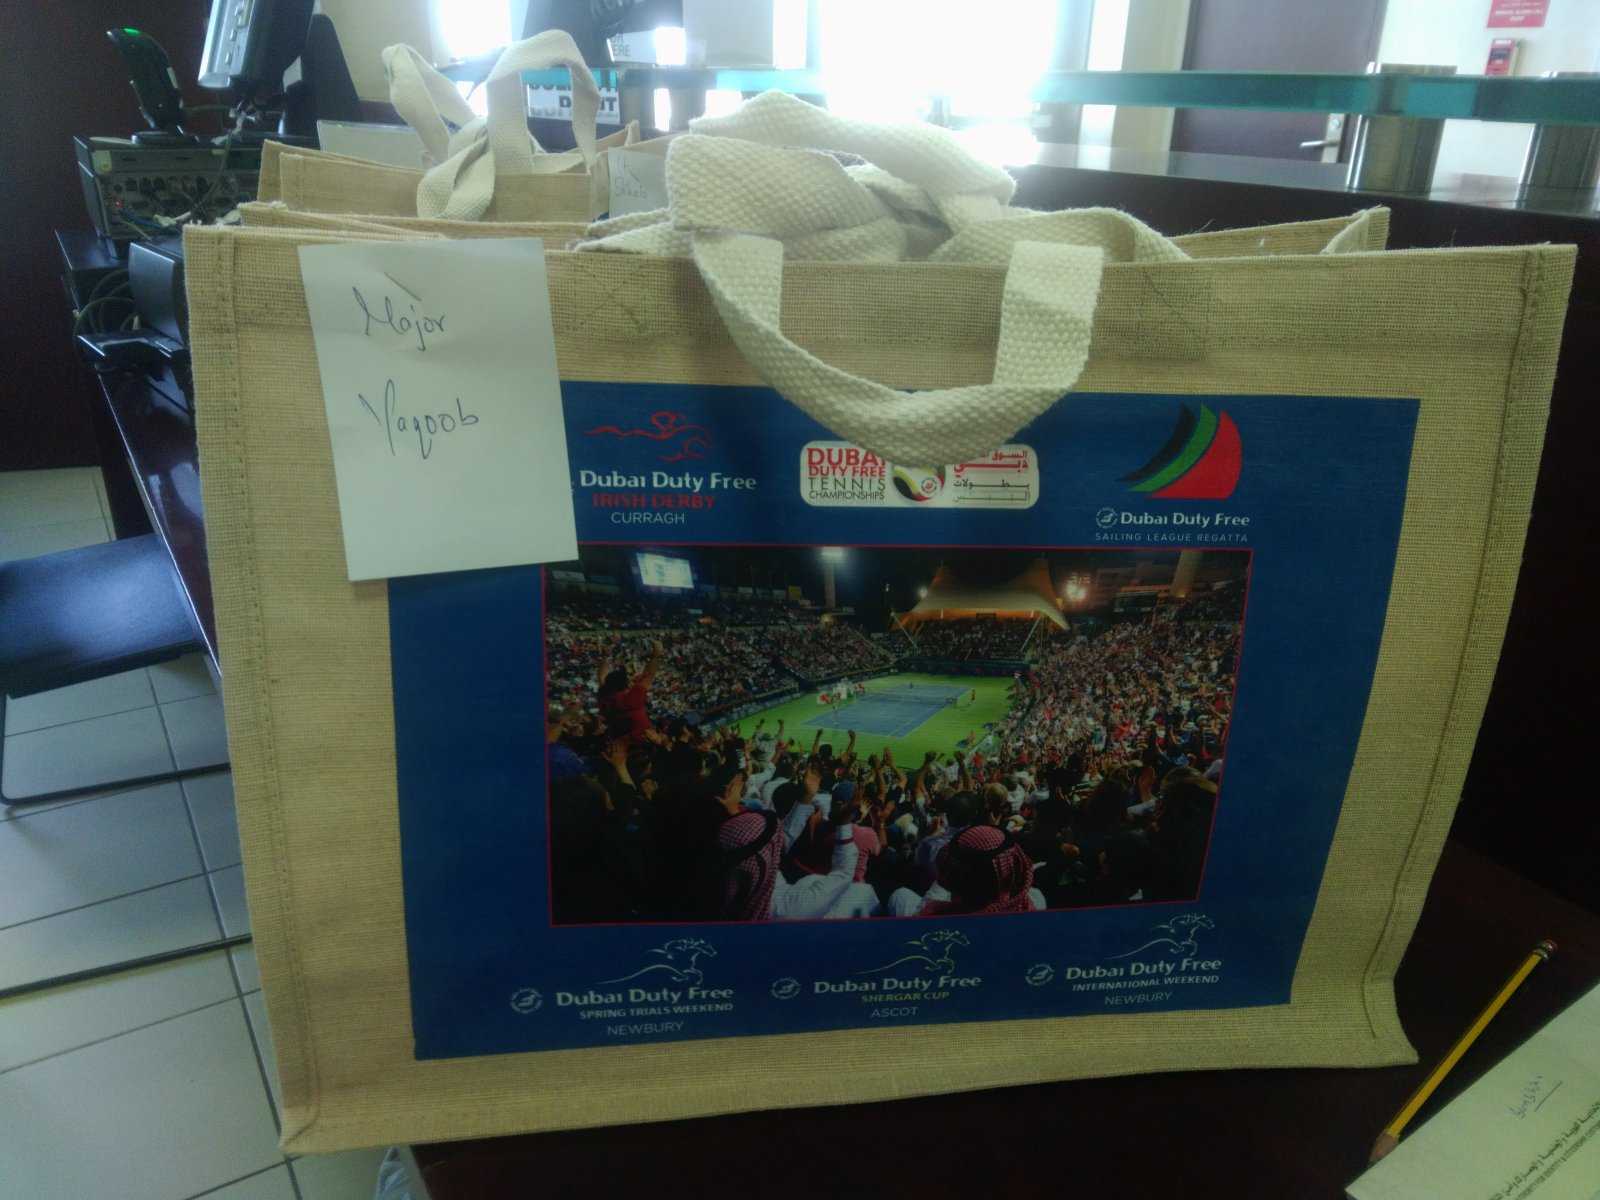 Major
Yaqoob
Dubai Duty Free
IRISH DERBY
CURRAGH
DUBAI
DUTY FREE
TENNIS
CHAMPIONSHIPS
السوق
دبي
بطولات
التنس
Dubai Duty Free
SAILING LEAGUE REGATTA
Dubai Duty Free
SPRING TRIALS WEEKEND
NEWBURY
Dubai Duty Free
SHERGAR CUP
ASCOT
Dubai Duty Free
INTERNATIONAL WEEKEND
NEWBURY